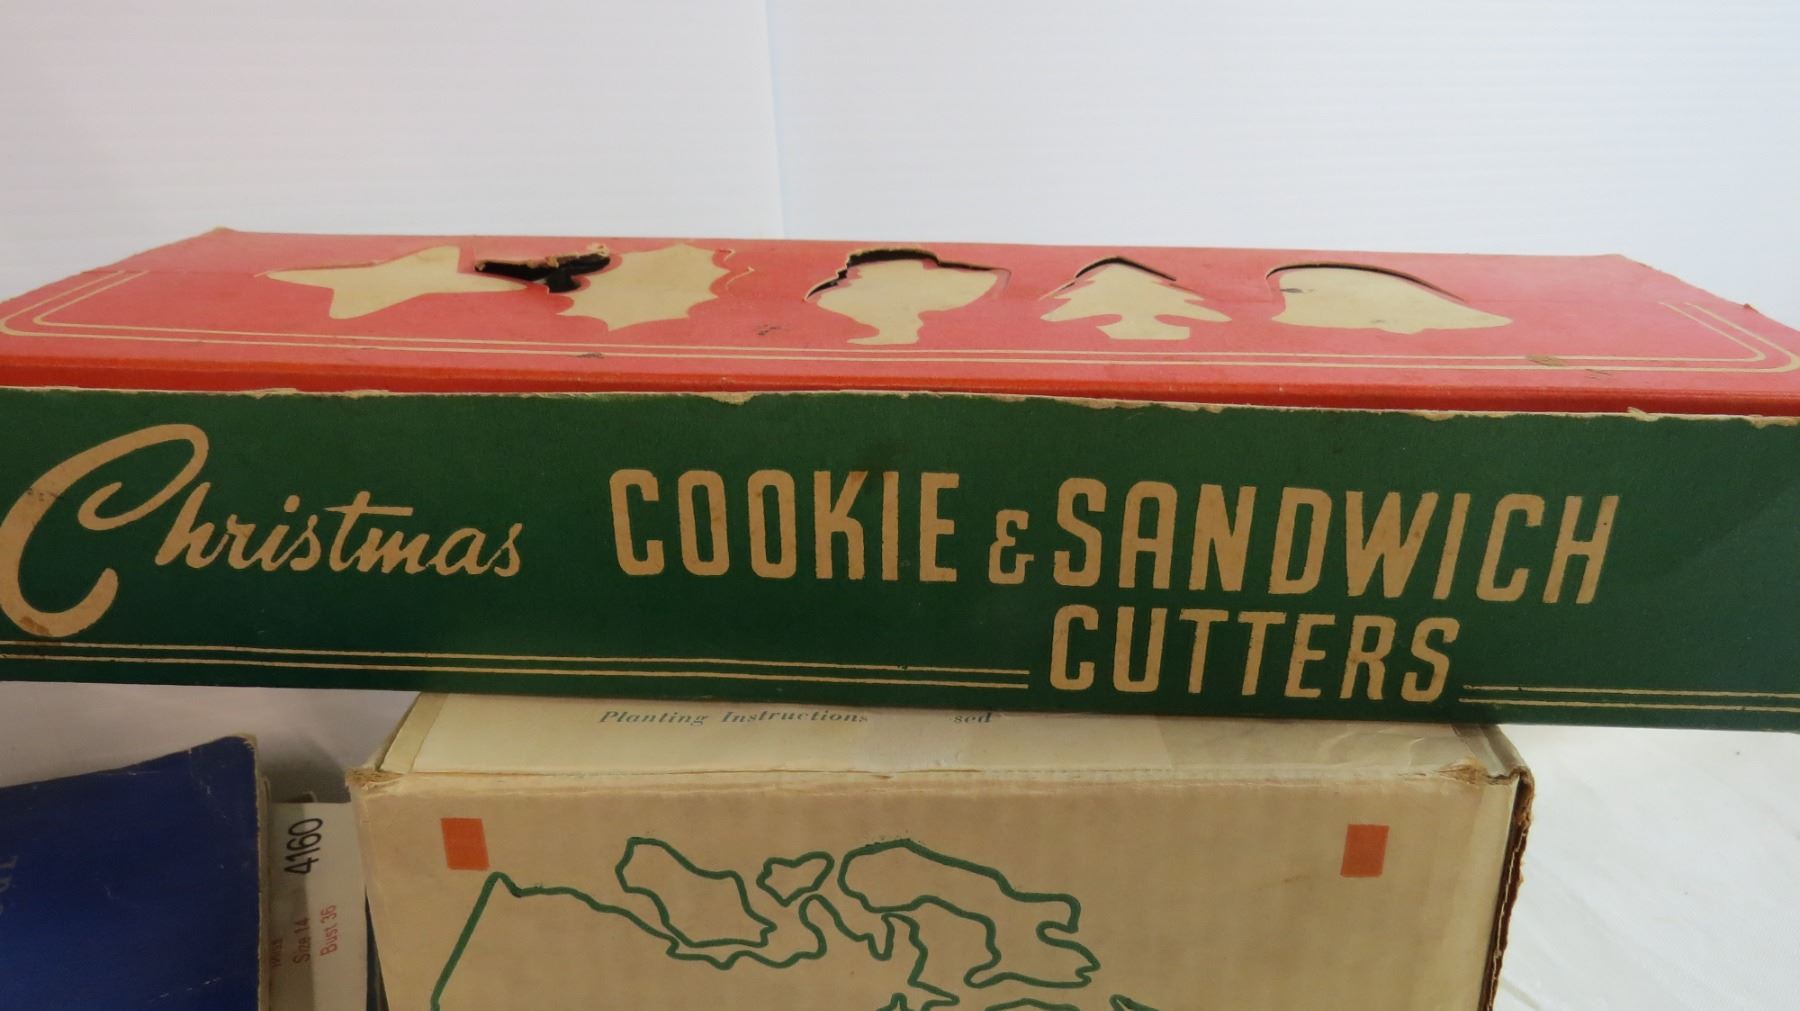 Christmas COOKIE & SANDWICH
CUTTERS
Planting Instructions
4160
Size 14
Bust 36